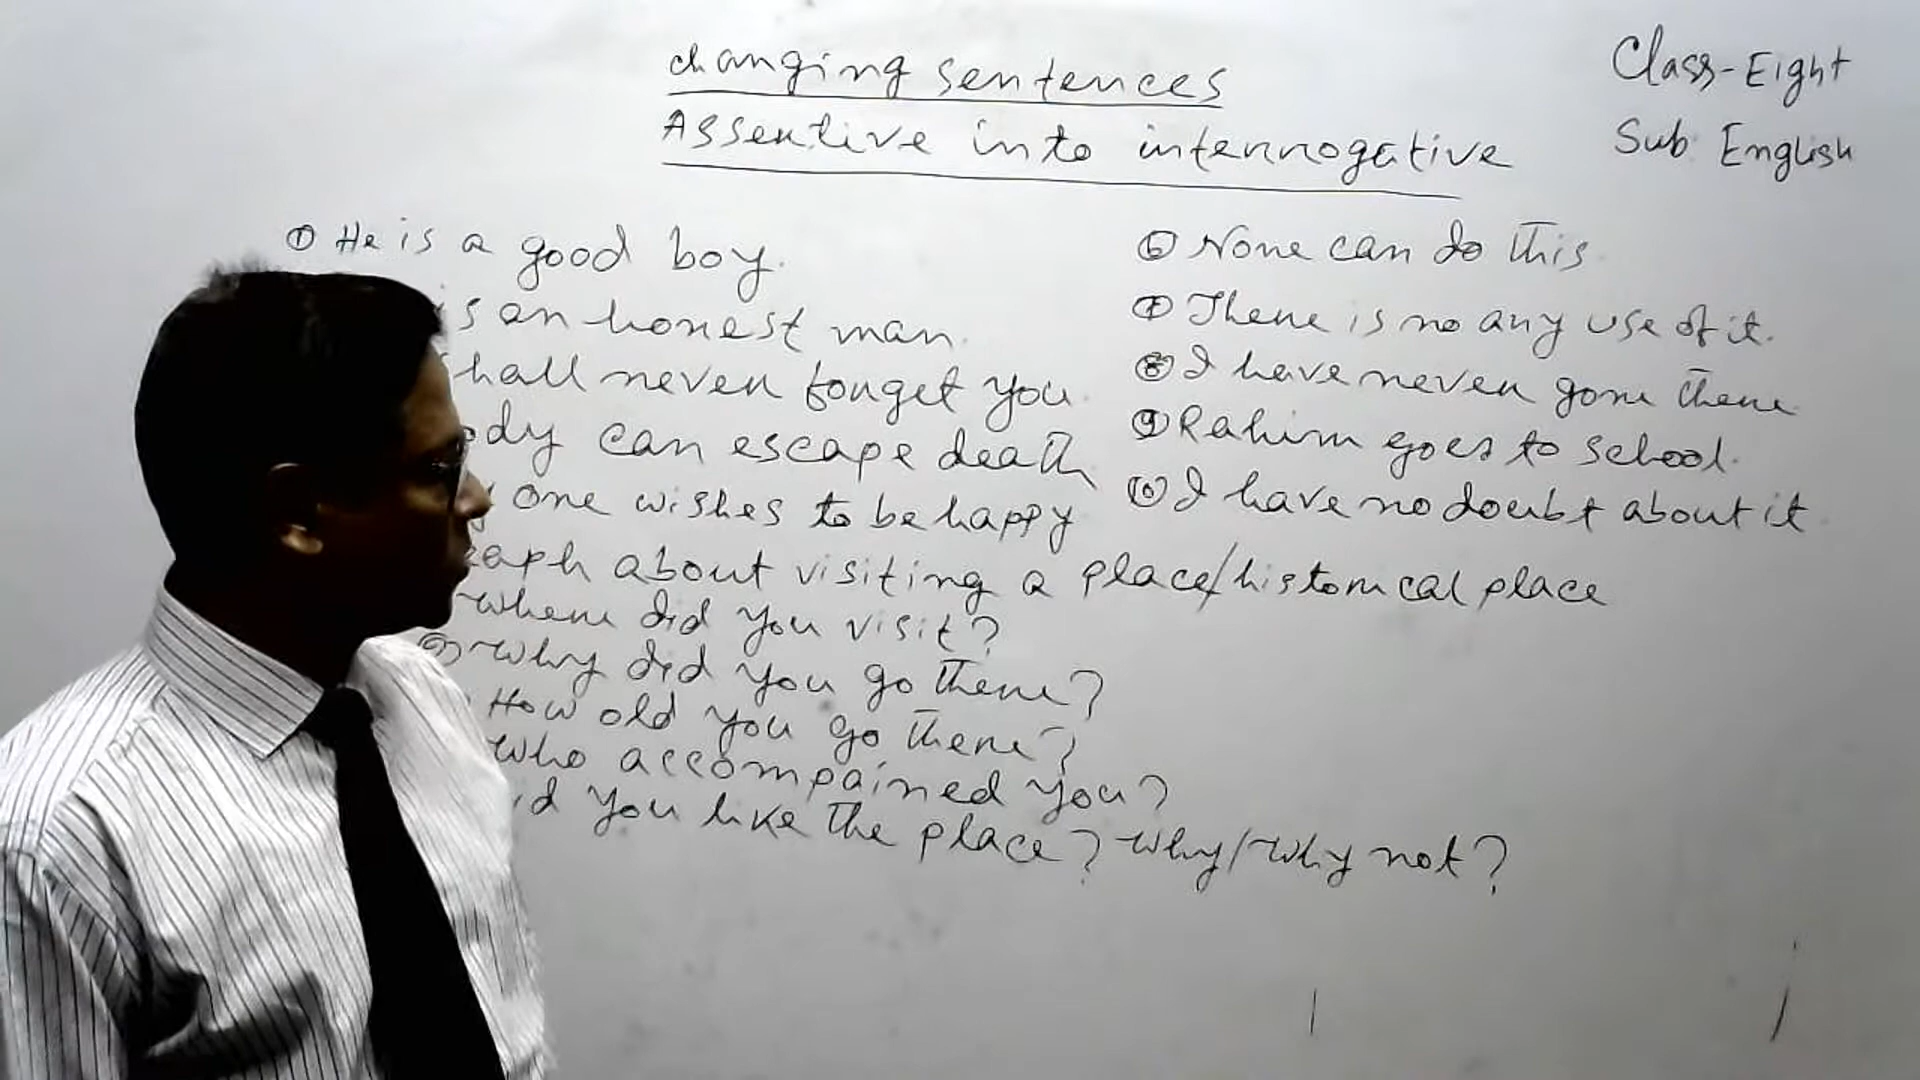 changing sentences
Assertive into interrogative
Class-Eight
Sub English
① He is a good boy.
an honest man.
never forget you.
can escape death
one wishes to be happy
⑥ None can do this.
⑦ There is no any use of it.
⑧ I have never gone there
⑨ Rahim goes to school.
⑩ I have no doubt about it
about visiting a place/historical place
Where did you visit?
Why did you go there?
How old you go there?
Who accompained you?
you like the place? Why/Why not?